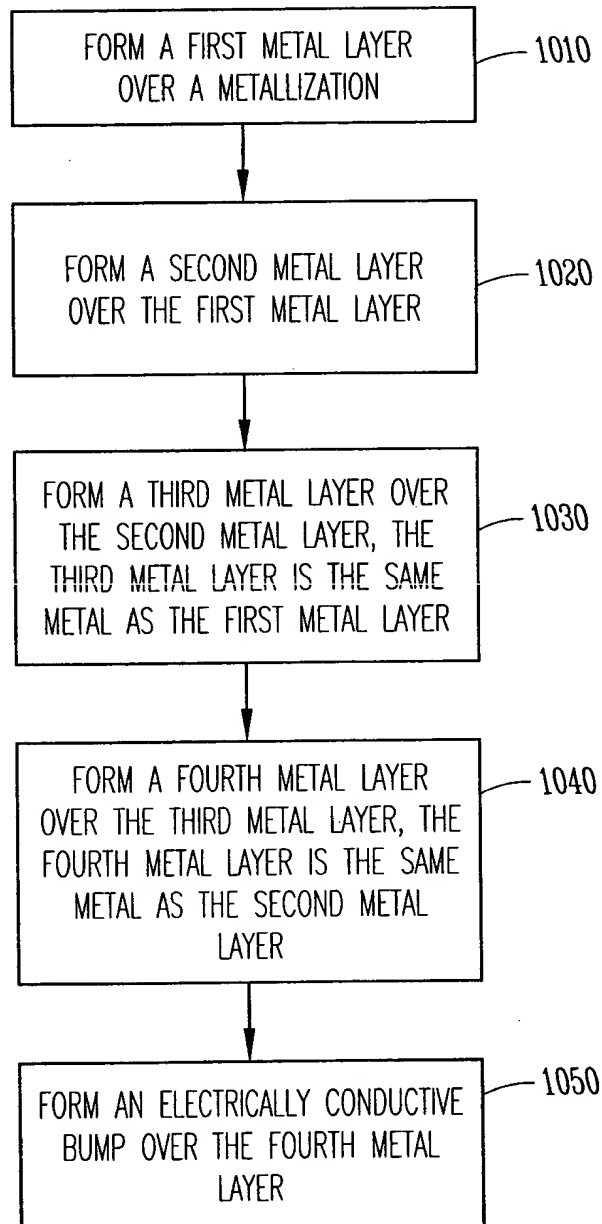 FORM A FIRST METAL LAYER
OVER A METALLIZATION
1010
FORM A SECOND METAL LAYER
OVER THE FIRST METAL LAYER
1020
FORM A THIRD METAL LAYER OVER
THE SECOND METAL LAYER, THE
THIRD METAL LAYER IS THE SAME
METAL AS THE FIRST METAL LAYER
1030
FORM A FOURTH METAL LAYER
OVER THE THIRD METAL LAYER, THE
FOURTH METAL LAYER IS THE SAME
METAL AS THE SECOND METAL
LAYER
1040
FORM AN ELECTRICALLY CONDUCTIVE
BUMP OVER THE FOURTH METAL
LAYER
1050